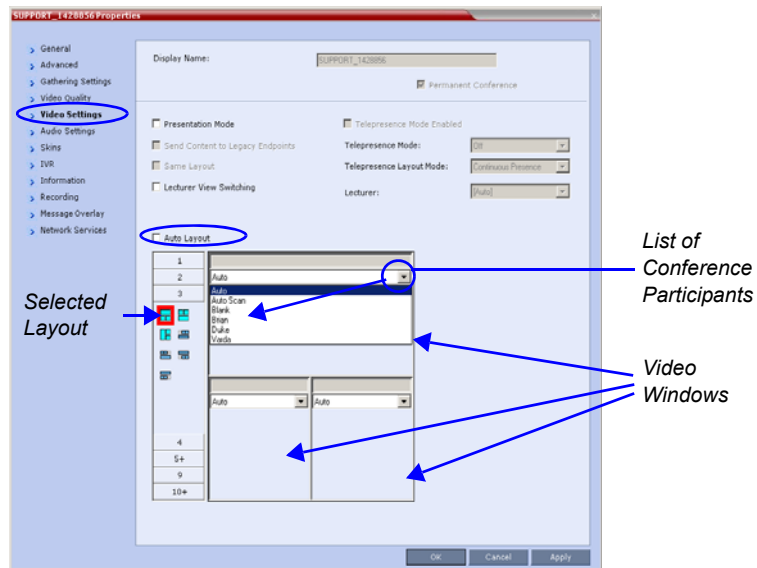 SUPPORT_1428856 Properties
General
Advanced
Gathering Settings
Video Quality
Video Settings
Audio Settings
Skins
IVR
Information
Recording
Message Overlay
Network Services
Display Name:
SUPPORT_1428856
Permanent Conference
Presentation Mode
Telepresence Mode Enabled
Send Content to Legacy Endpoints
Telepresence Mode:
Off
Same Layout
Telepresence Layout Mode:
Continuous Presence
Lecturer View Switching
Lecturer:
[Auto]
Auto Layout
1
2
3
Auto
Auto
Auto Scan
Blank
Brian
Duke
Varda
Auto
Auto
4
5+
9
10+
OK
Cancel
Apply
Selected
Layout
List of
Conference
Participants
Video
Windows